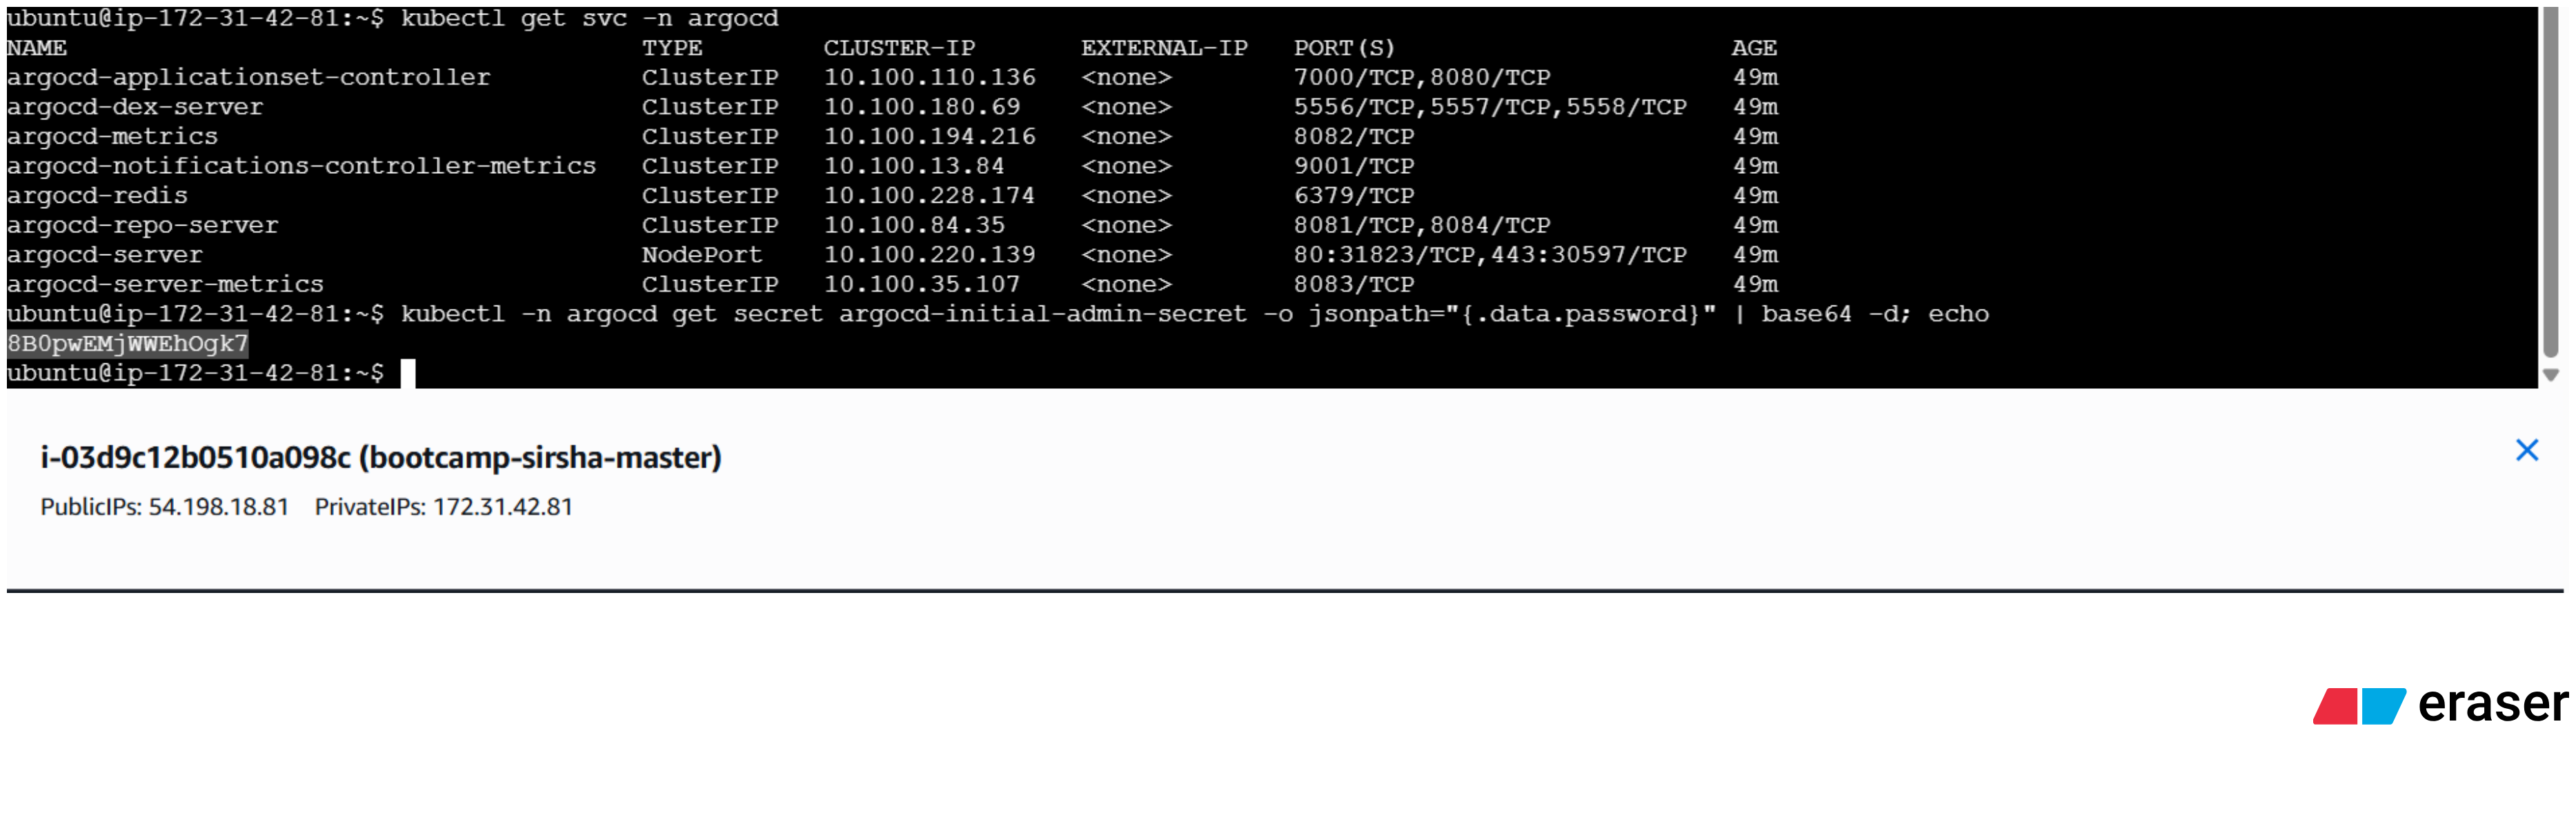 ubuntu@ip-172-31-42-81:~$ kubectl get svc -n argocd
NAME TYPE CLUSTER-IP EXTERNAL-IP PORT(S) AGE
argocd-applicationset-controller ClusterIP 10.100.110.136 <none> 7000/TCP,8080/TCP 49m
argocd-dex-server ClusterIP 10.100.180.69 <none> 5556/TCP,5557/TCP,5558/TCP 49m
argocd-metrics ClusterIP 10.100.194.216 <none> 8082/TCP 49m
argocd-notifications-controller-metrics ClusterIP 10.100.13.84 <none> 9001/TCP 49m
argocd-redis ClusterIP 10.100.228.174 <none> 6379/TCP 49m
argocd-repo-server ClusterIP 10.100.84.35 <none> 8081/TCP,8084/TCP 49m
argocd-server NodePort 10.100.220.139 <none> 80:31823/TCP,443:30597/TCP 49m
argocd-server-metrics ClusterIP 10.100.35.107 <none> 8083/TCP 49m
ubuntu@ip-172-31-42-81:~$ kubectl -n argocd get secret argocd-initial-admin-secret -o jsonpath="{.data.password}" | base64 -d; echo
8B0pwEMjWWEhOgk7
ubuntu@ip-172-31-42-81:~$
i-03d9c12b0510a098c (bootcamp-sirsha-master)
PublicIPs: 54.198.18.81 PrivateIPs: 172.31.42.81
eraser